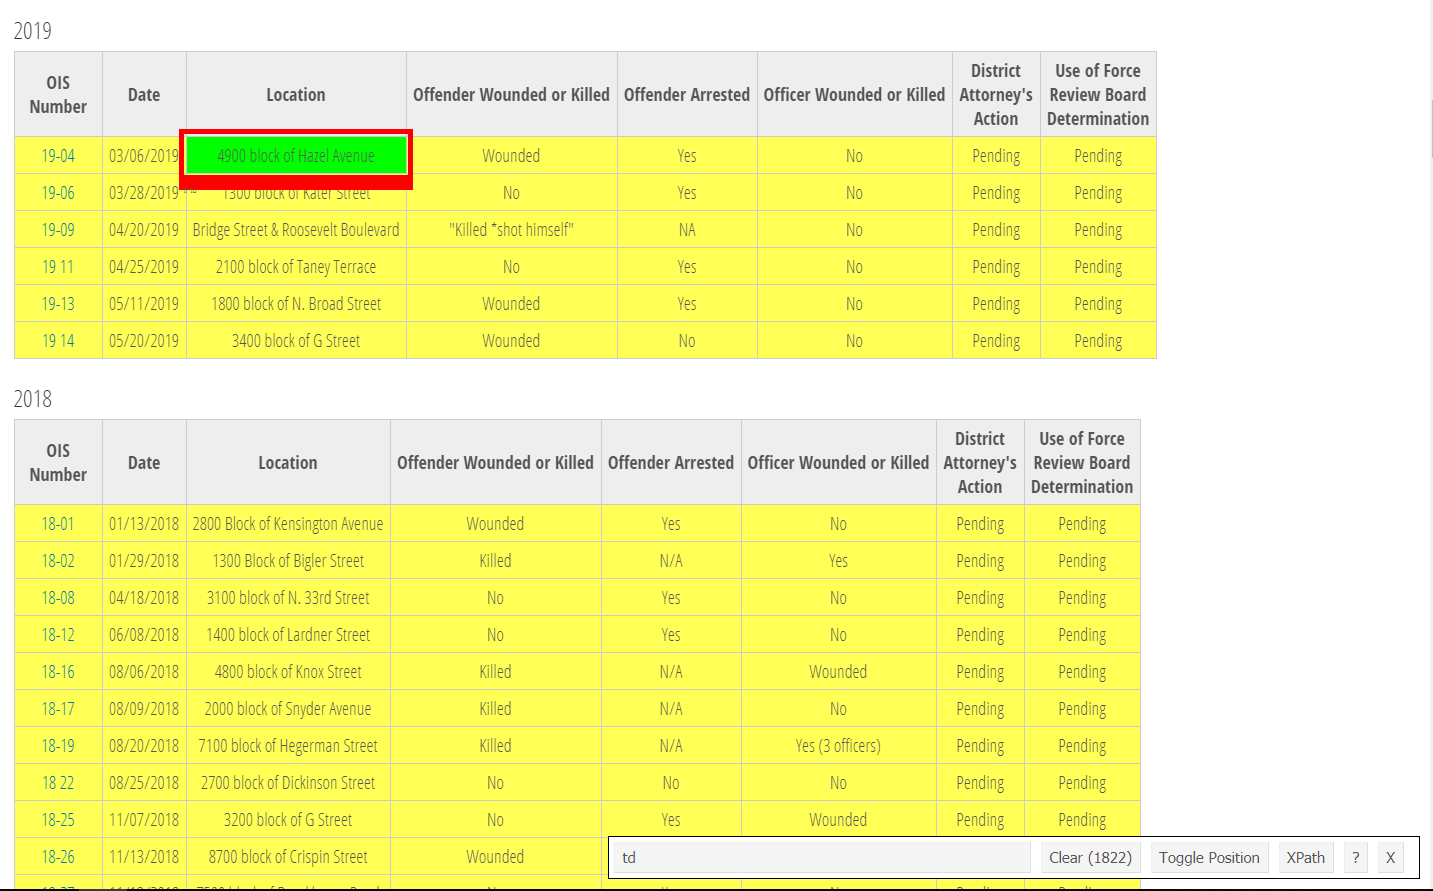 2019
OIS Number Date Location Offender Wounded or Killed Offender Arrested Officer Wounded or Killed District Attorney's Action Use of Force Review Board Determination
19-04 03/06/2019 4900 block of Hazel Avenue Wounded Yes No Pending Pending
19-06 03/28/2019 1300 block of Kater Street No Yes No Pending Pending
19-09 04/20/2019 Bridge Street & Roosevelt Boulevard "Killed *shot himself" NA No Pending Pending
19 11 04/25/2019 2100 block of Taney Terrace No Yes No Pending Pending
19-13 05/11/2019 1800 block of N. Broad Street Wounded Yes No Pending Pending
19 14 05/20/2019 3400 block of G Street Wounded No No Pending Pending
2018
OIS Number Date Location Offender Wounded or Killed Offender Arrested Officer Wounded or Killed District Attorney's Action Use of Force Review Board Determination
18-01 01/13/2018 2800 Block of Kensington Avenue Wounded Yes No Pending Pending
18-02 01/29/2018 1300 Block of Bigler Street Killed N/A Yes Pending Pending
18-08 04/18/2018 3100 block of N. 33rd Street No Yes No Pending Pending
18-12 06/08/2018 1400 block of Lardner Street No Yes No Pending Pending
18-16 08/06/2018 4800 block of Knox Street Killed N/A Wounded Pending Pending
18-17 08/09/2018 2000 block of Snyder Avenue Killed N/A No Pending Pending
18-19 08/20/2018 7100 block of Hegerman Street Killed N/A Yes (3 officers) Pending Pending
18 22 08/25/2018 2700 block of Dickinson Street No No No Pending Pending
18-25 11/07/2018 3200 block of G Street No Yes Wounded Pending Pending
18-26 11/13/2018 8700 block of Crispin Street Wounded
td Clear (1822) Toggle Position XPath ? X